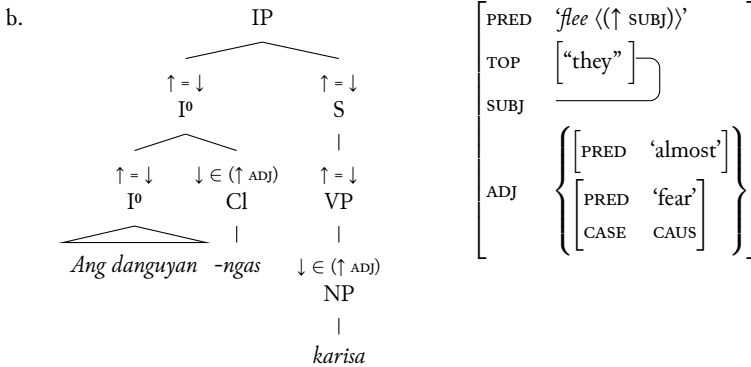 b.
IP
↑ = ↓ ↑ = ↓
I⁰ S
↑ = ↓ ↓ ∈ (↑ ADJ) ↑ = ↓
I⁰ Cl VP
Ang danguyan -ngas ↓ ∈ (↑ ADJ)
NP
karisa
PRED ‘flee ⟨(↑ SUBJ)⟩’
TOP [“they”]
SUBJ
ADJ { [PRED ‘almost’]
[PRED ‘fear’
CASE CAUS] }